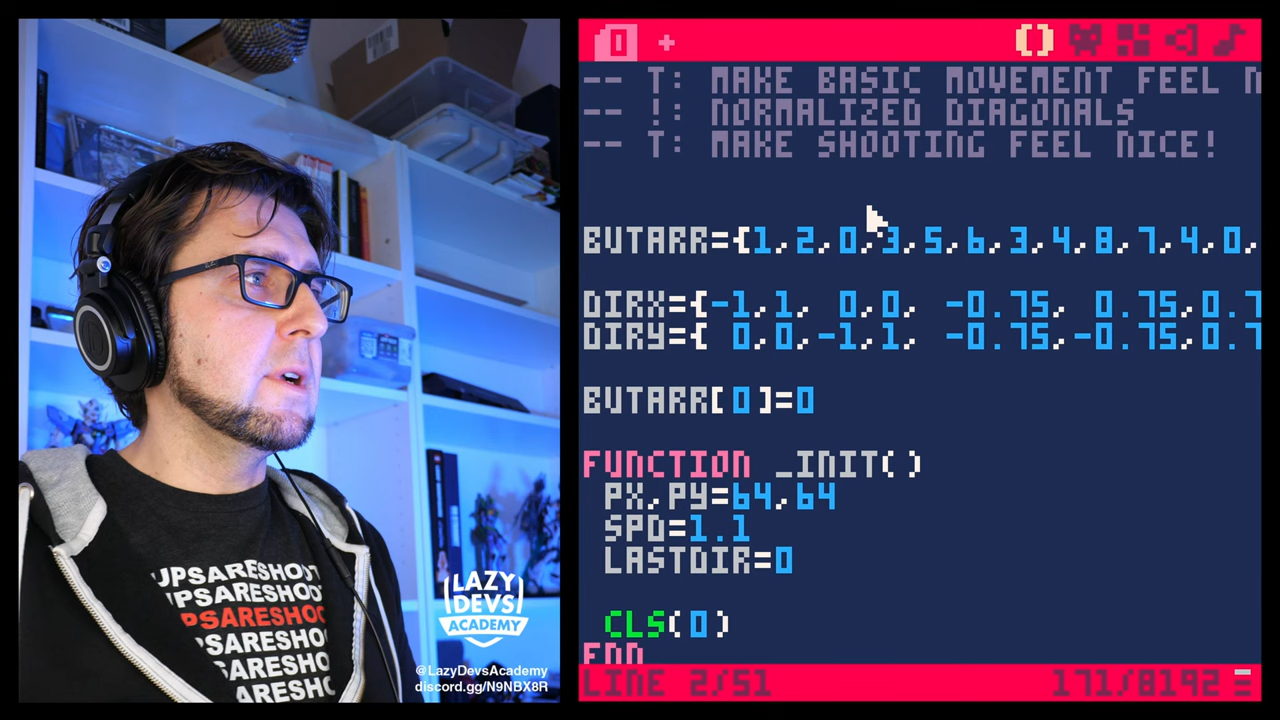 UPSARESHOOT
UPSARESHOOT
PSARESHOO
UPSARESHOO
PSARESHOO
ARESHO
LAZY
DEVS
ACADEMY
@LazyDevsAcademy
discord.gg/N9NBX8R
-- T: MAKE BASIC MOVEMENT FEEL N
-- !: NORMALIZED DIAGONALS
-- T: MAKE SHOOTING FEEL NICE!
BUTARR={1,2,0,3,5,6,3,4,8,7,4,0,
DIRX={-1,1, 0,0, -0.75, 0.75,0.7
DIRY={ 0,0,-1,1, -0.75,-0.75,0.7
BUTARR[0]=0
FUNCTION _INIT()
PX,PY=64,64
SPD=1.1
LASTDIR=0
CLS(0)
END
LINE 2/51
171/8192